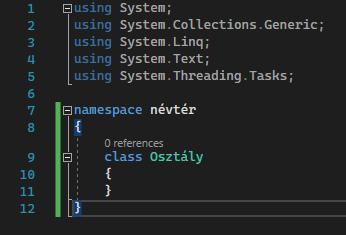 1 using System;
2 using System.Collections.Generic;
3 using System.Linq;
4 using System.Text;
5 using System.Threading.Tasks;
6
7 namespace névtér
8 {
0 references
9 class Osztály
10 {
11 }
12 }